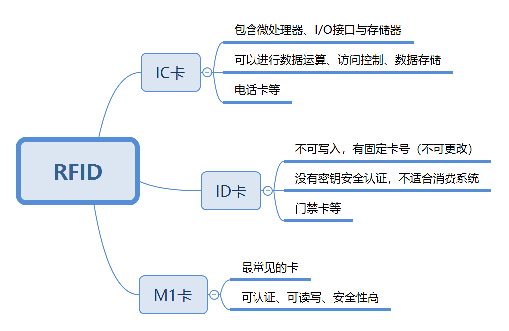 RFID
IC卡
包含微处理器、I/O接口与存储器
可以进行数据运算、访问控制、数据存储
电话卡等
ID卡
不可写入，有固定卡号（不可更改）
没有密钥安全认证，不适合消费系统
门禁卡等
M1卡
最常见的卡
可认证、可读写、安全性高